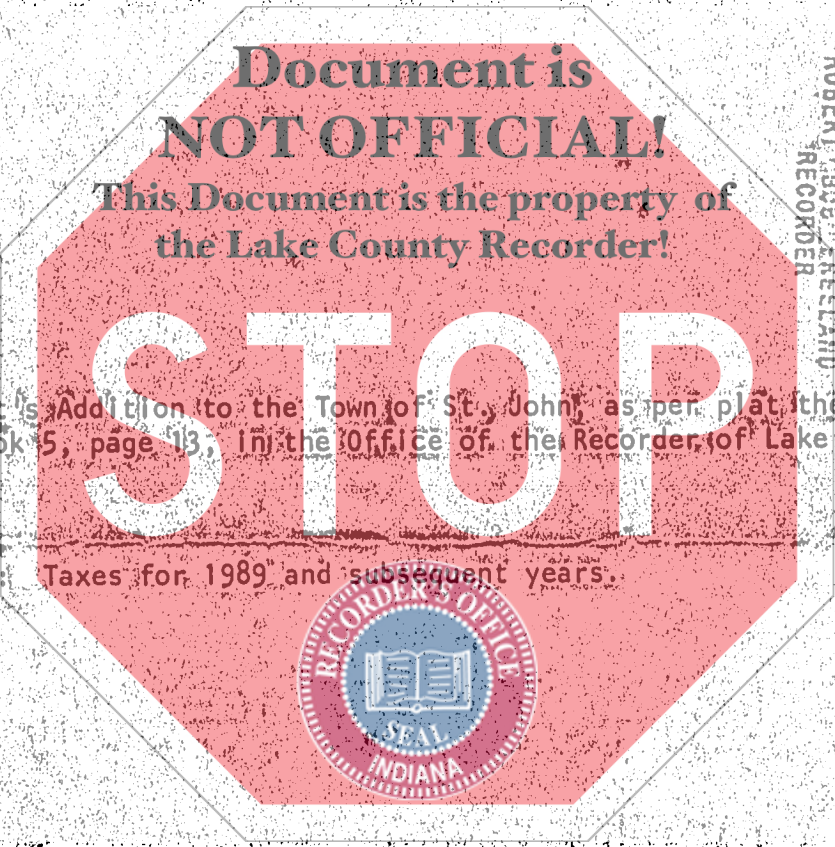 Document is
NOT OFFICIAL!
This Document is the property of
the Lake County Recorder!
RECORDER
STOP
's Addition to the Town of St. John, as per plat th
ok 5, page 13, in the Office of the Recorder of Lake
Taxes for 1989 and subsequent years.
RECORDER'S OFFICE
SEAL
INDIANA